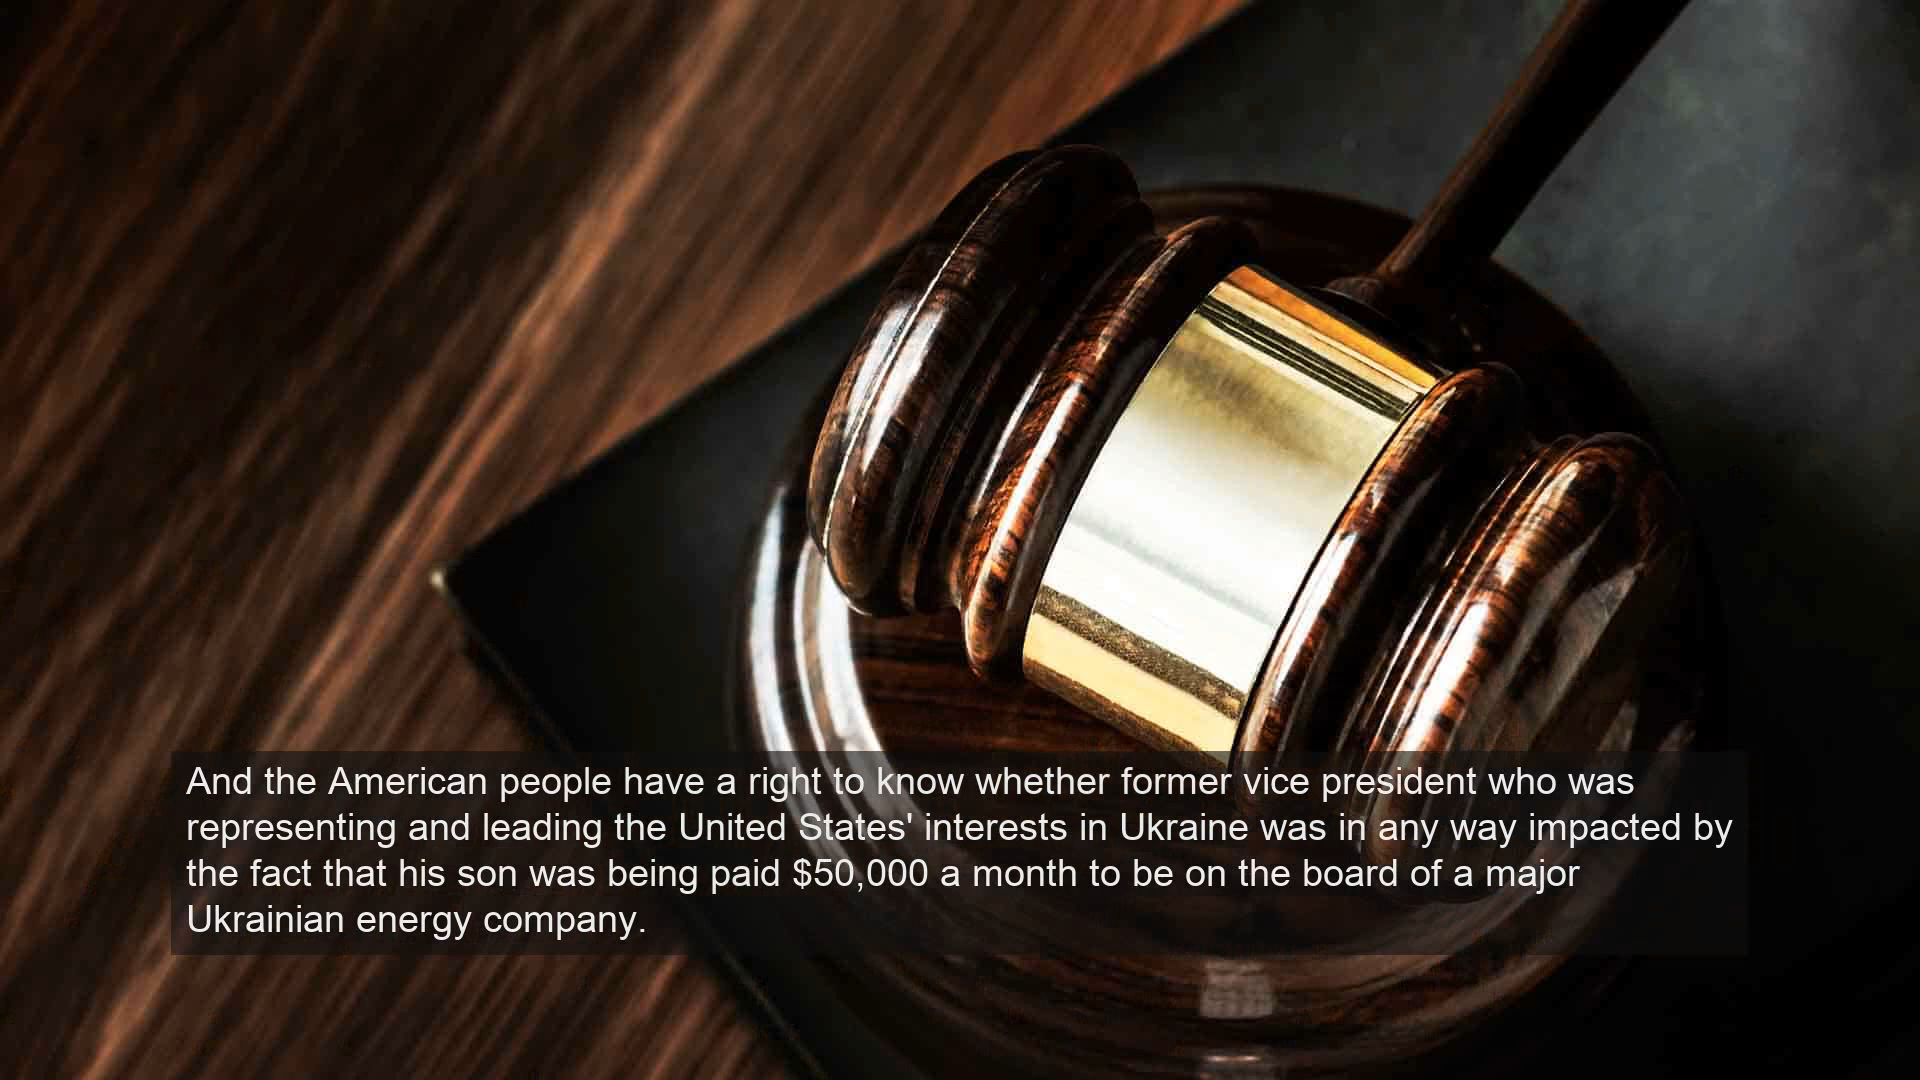 And the American people have a right to know whether former vice president who was
representing and leading the United States' interests in Ukraine was in any way impacted by
the fact that his son was being paid $50,000 a month to be on the board of a major
Ukrainian energy company.